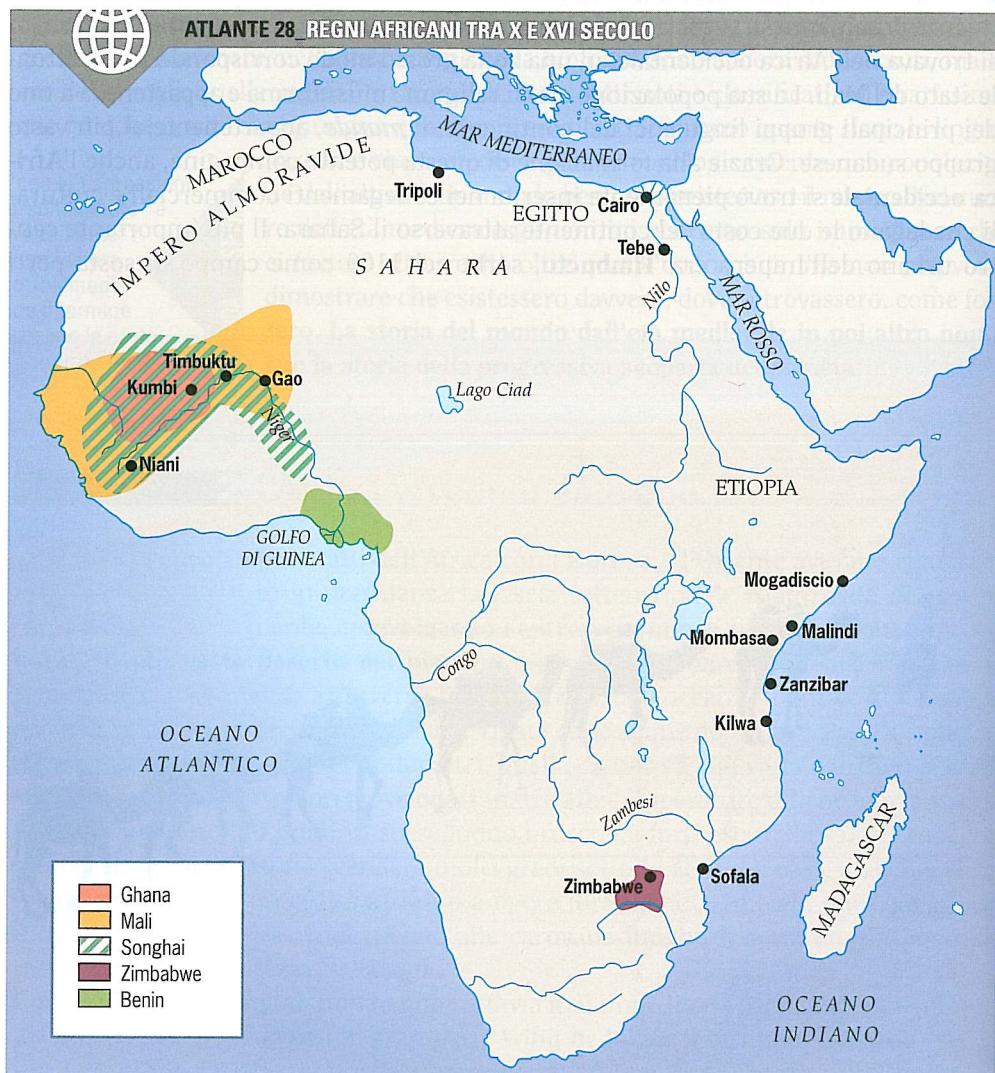 ATLANTE 28_REGNI AFRICANI TRA X E XVI SECOLO
MAROCCO
IMPERO ALMORAVIDE
MAR MEDITERRANEO
Tripoli
EGITTO
Cairo
Tebe
SAHARA
Nilo
MAR ROSSO
Timbuktu
Kumbi
Gao
Niger
Niani
Lago Ciad
ETIOPIA
GOLFO
DI GUINEA
Mogadiscio
Malindi
Mombasa
Zanzibar
Kilwa
Congo
OCEANO
ATLANTICO
Zambesi
Zimbabwe
Sofala
MADAGASCAR
Ghana
Mali
Songhai
Zimbabwe
Benin
OCEANO
INDIANO